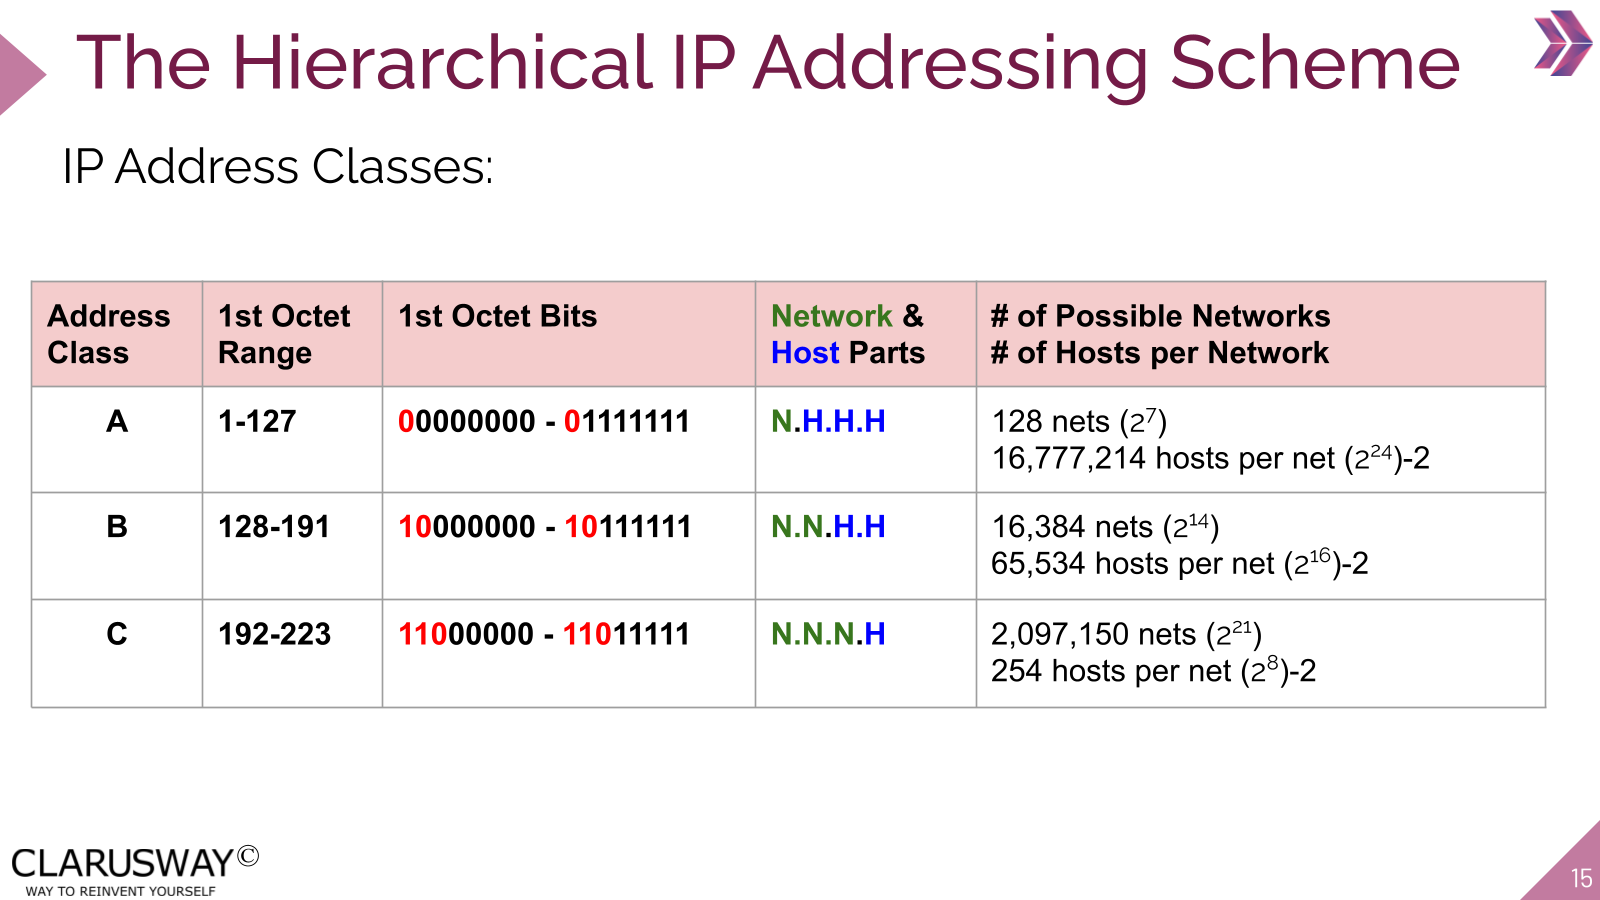 The Hierarchical IP Addressing Scheme
IP Address Classes:
Address Class | 1st Octet Range | 1st Octet Bits | Network & Host Parts | # of Possible Networks # of Hosts per Network
A | 1-127 | 00000000 - 01111111 | N.H.H.H | 128 nets (2⁷) 16,777,214 hosts per net (2²⁴)-2
B | 128-191 | 10000000 - 10111111 | N.N.H.H | 16,384 nets (2¹⁴) 65,534 hosts per net (2¹⁶)-2
C | 192-223 | 11000000 - 11011111 | N.N.N.H | 2,097,150 nets (2²¹) 254 hosts per net (2⁸)-2
CLARUSWAY©
WAY TO REINVENT YOURSELF
15